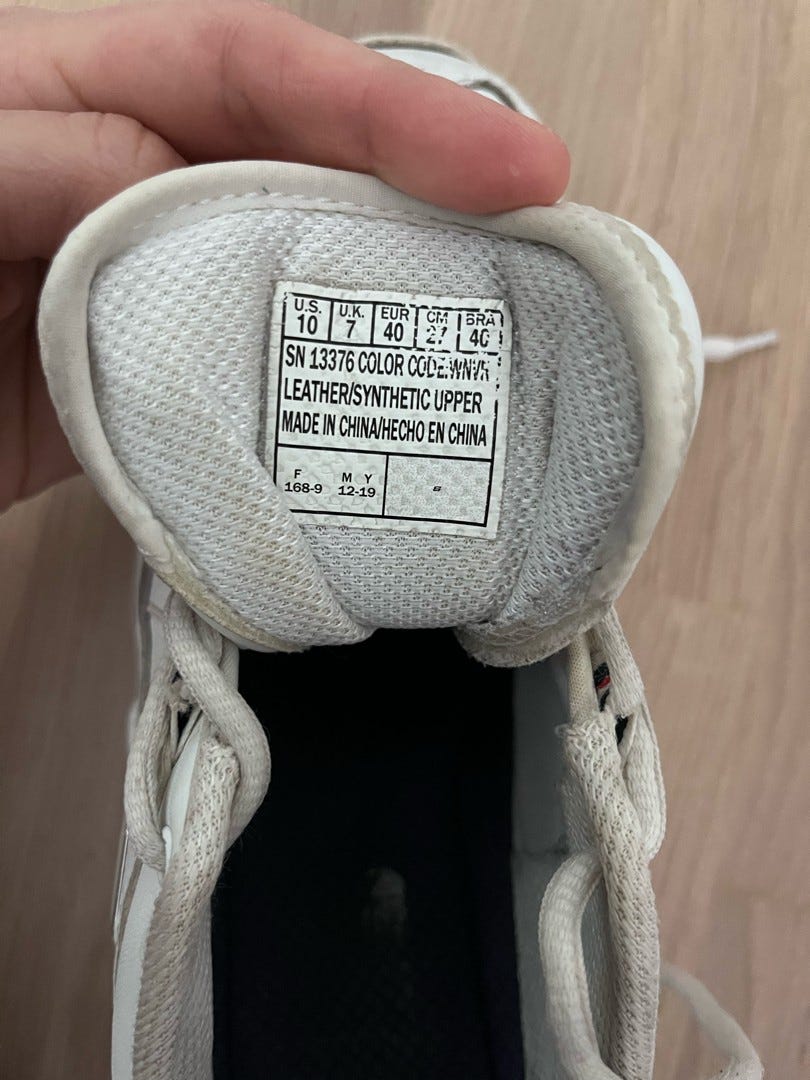 U.S. U.K. EUR CM BRA
10 7 40 27 40
SN 13376 COLOR CODE:WNVR
LEATHER/SYNTHETIC UPPER
MADE IN CHINA/HECHO EN CHINA
F M Y
168-9 12-19